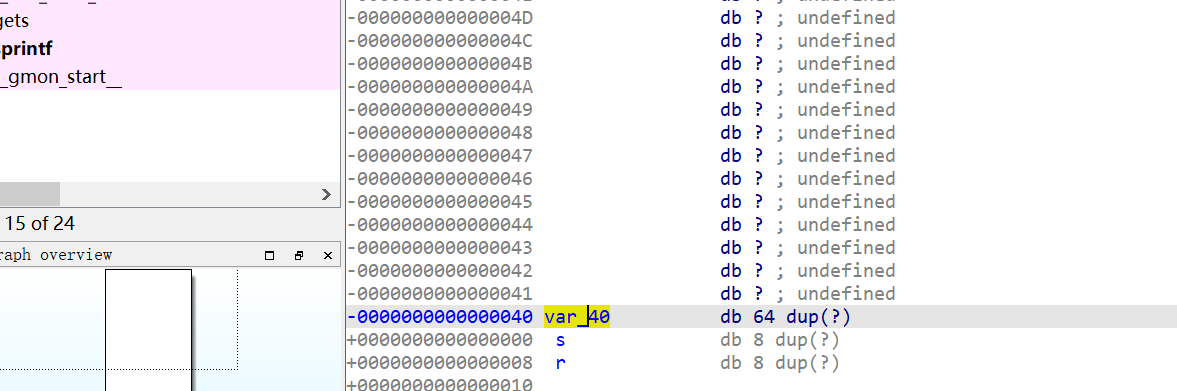 gets
printf
_gmon_start__
15 of 24
raph overview
-000000000000004D db ? ; undefined
-000000000000004C db ? ; undefined
-000000000000004B db ? ; undefined
-000000000000004A db ? ; undefined
-0000000000000049 db ? ; undefined
-0000000000000048 db ? ; undefined
-0000000000000047 db ? ; undefined
-0000000000000046 db ? ; undefined
-0000000000000045 db ? ; undefined
-0000000000000044 db ? ; undefined
-0000000000000043 db ? ; undefined
-0000000000000042 db ? ; undefined
-0000000000000041 db ? ; undefined
-0000000000000040 var_40 db 64 dup(?)
+0000000000000000 s db 8 dup(?)
+0000000000000008 r db 8 dup(?)
+0000000000000010